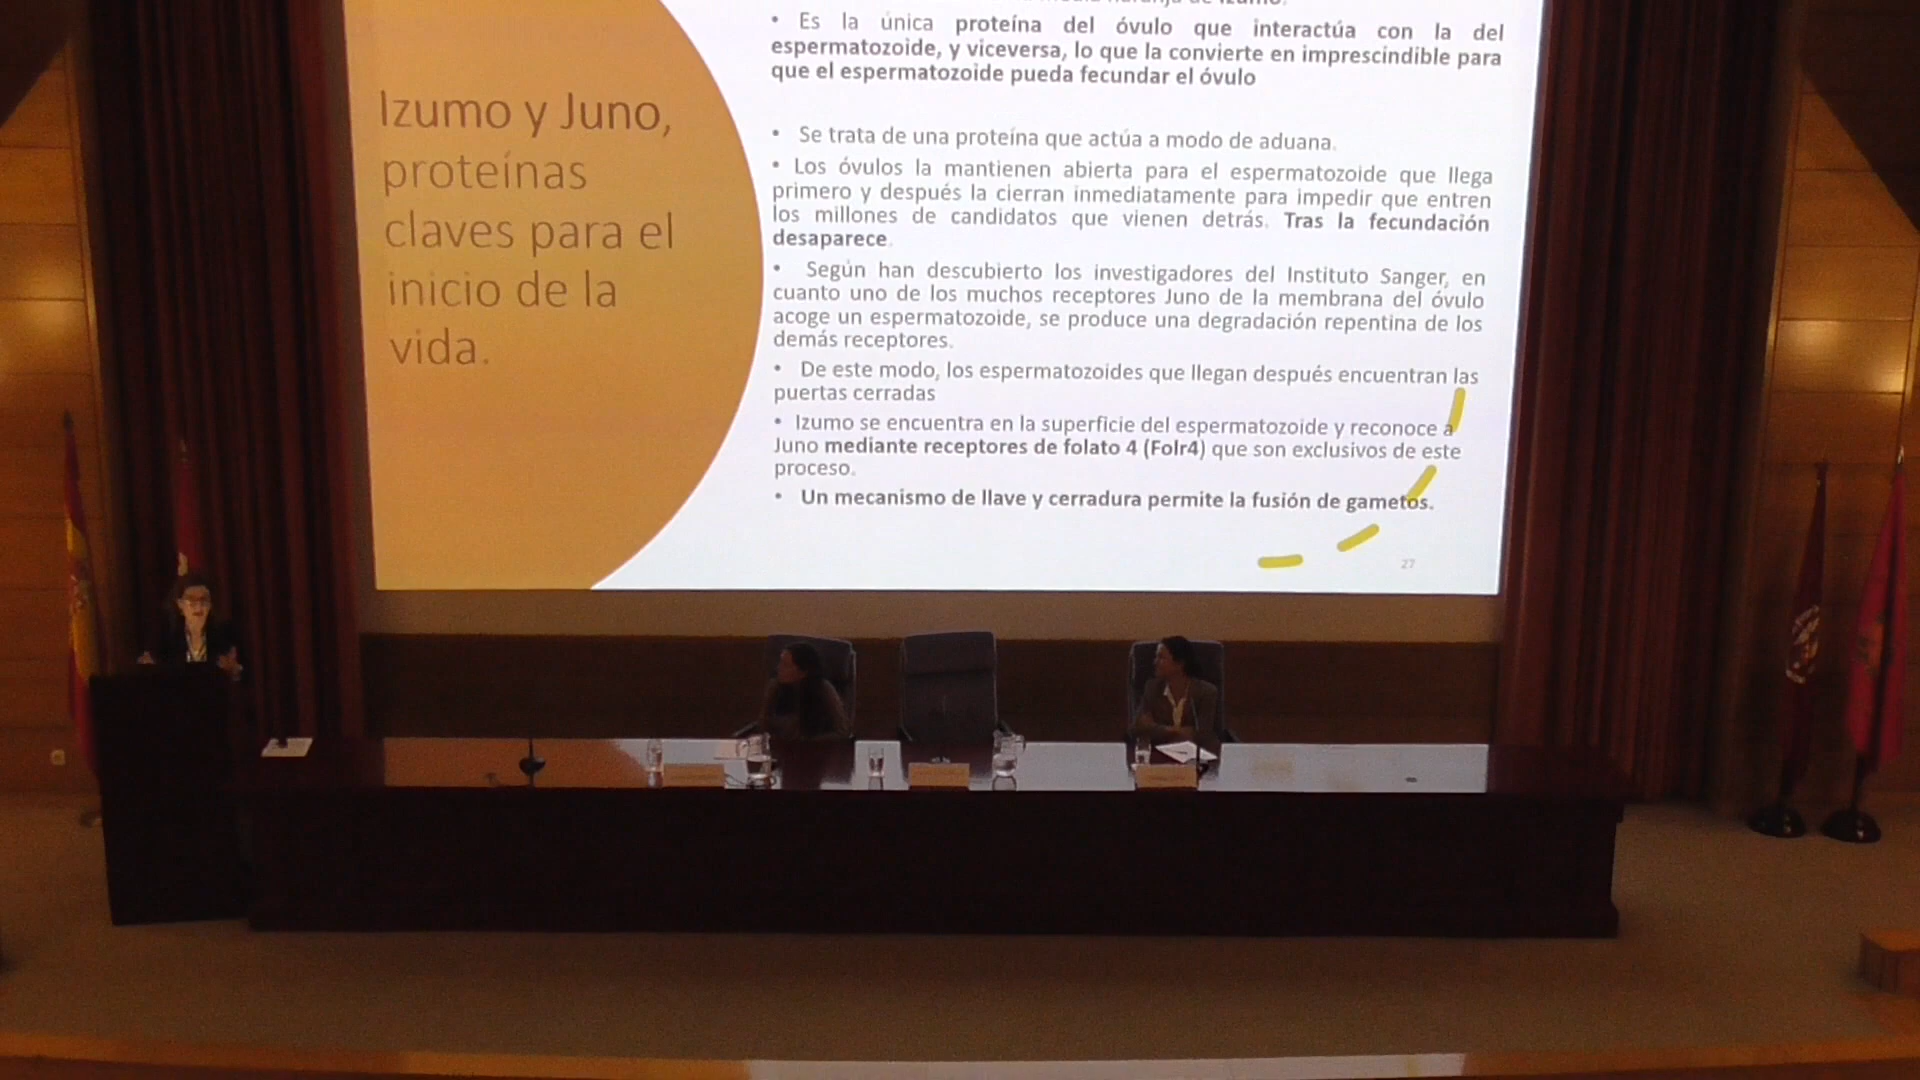 Izumo y Juno,
proteínas
claves para el
inicio de la
vida.
• Es la única proteína del óvulo que interactúa con la del
espermatozoide, y viceversa, lo que la convierte en imprescindible para
que el espermatozoide pueda fecundar el óvulo
• Se trata de una proteína que actúa a modo de aduana.
• Los óvulos la mantienen abierta para el espermatozoide que llega
primero y después la cierran inmediatamente para impedir que entren
los millones de candidatos que vienen detrás. Tras la fecundación
desaparece.
• Según han descubierto los investigadores del Instituto Sanger, en
cuanto uno de los muchos receptores Juno de la membrana del óvulo
acoge un espermatozoide, se produce una degradación repentina de los
demás receptores.
• De este modo, los espermatozoides que llegan después encuentran las
puertas cerradas
• Izumo se encuentra en la superficie del espermatozoide y reconoce a
Juno mediante receptores de folato 4 (Folr4) que son exclusivos de este
proceso.
• Un mecanismo de llave y cerradura permite la fusión de gametos.
27